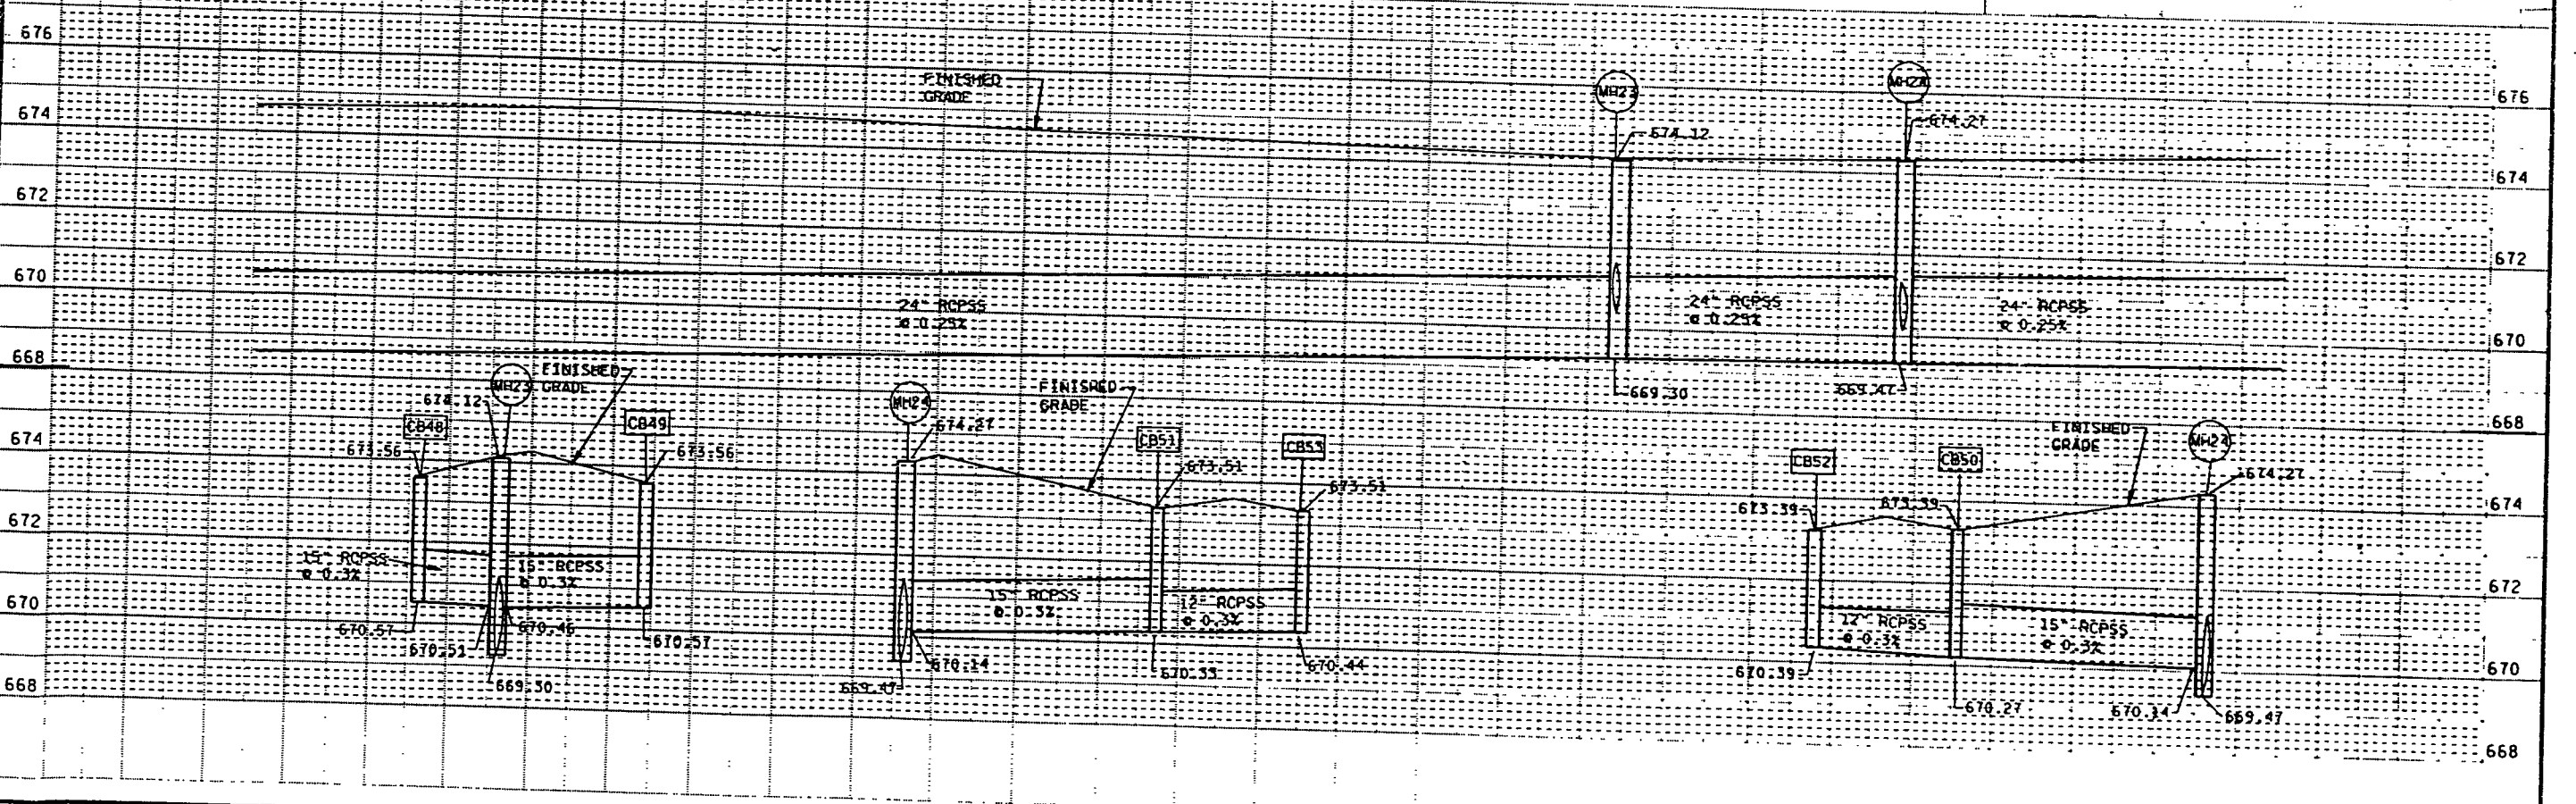 676
674
672
670
668
FINISHED
GRADE
MH23
674.12
MH24
674.27
676
674
672
670
668
24" RCPSS
@ 0.25%
24" RCPSS
@ 0.25%
24" RCPSS
@ 0.25%
669.30
669.47
674
672
670
668
CB48
673.56
MH23
674.12
FINISHED
GRADE
CB49
673.56
15" RCPSS
@ 0.3%
15" RCPSS
@ 0.3%
670.57
670.51
670.46
669.30
670.57
MH24
674.27
FINISHED
GRADE
CB51
673.51
CB53
673.51
15" RCPSS
@ 0.3%
12" RCPSS
@ 0.3%
669.47
670.14
670.33
670.44
CB52
673.39
CB50
673.39
FINISHED
GRADE
MH24
674.27
12" RCPSS
@ 0.3%
15" RCPSS
@ 0.3%
670.39
670.27
670.14
669.47
674
672
670
668